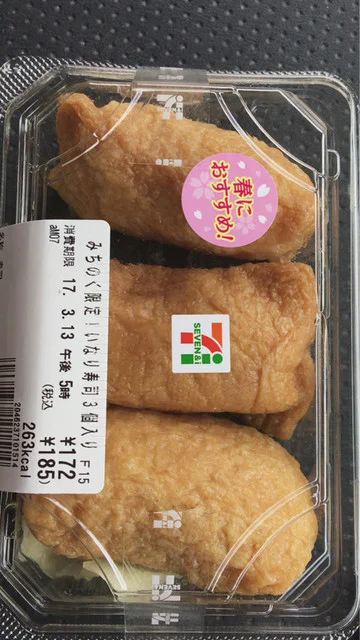 春に
おすすめ!
SEVEN&i
みちのく限定!いなり寿司3個入り F15
消費期限 17. 3.13 午後 5時 ¥172
aM07
(税込 ¥185)
263kcal
2046237101514